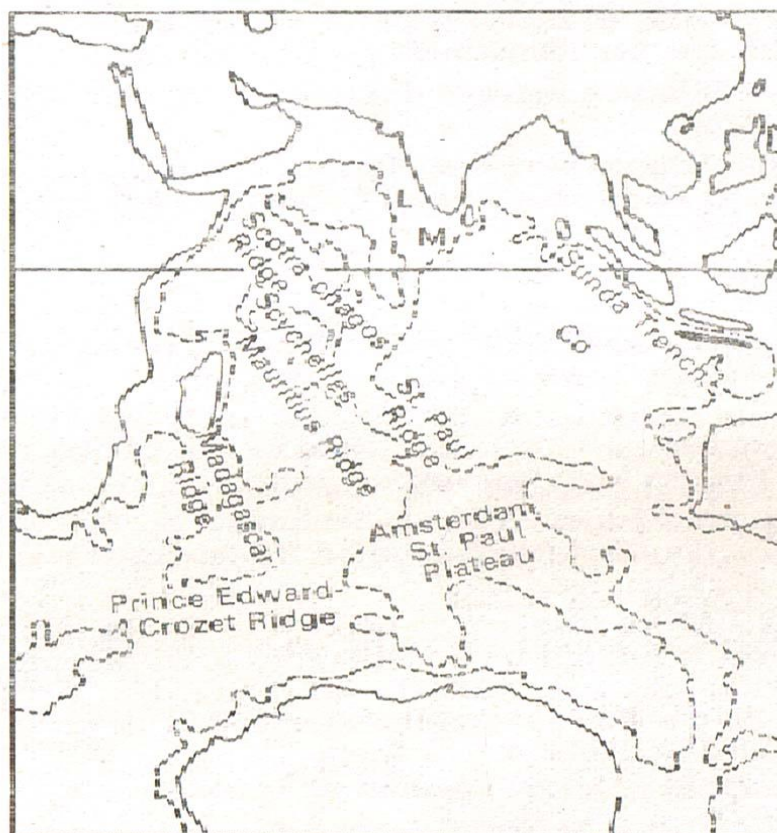 L
M
chagos
Ridge
Seychelles
Mauritius ridge
Sunda trench
Co
St. Paul
Ridge
Madagascar
Ridge
Amsterdam
St. Paul
Plateau
Prince Edward
Crozet Ridge